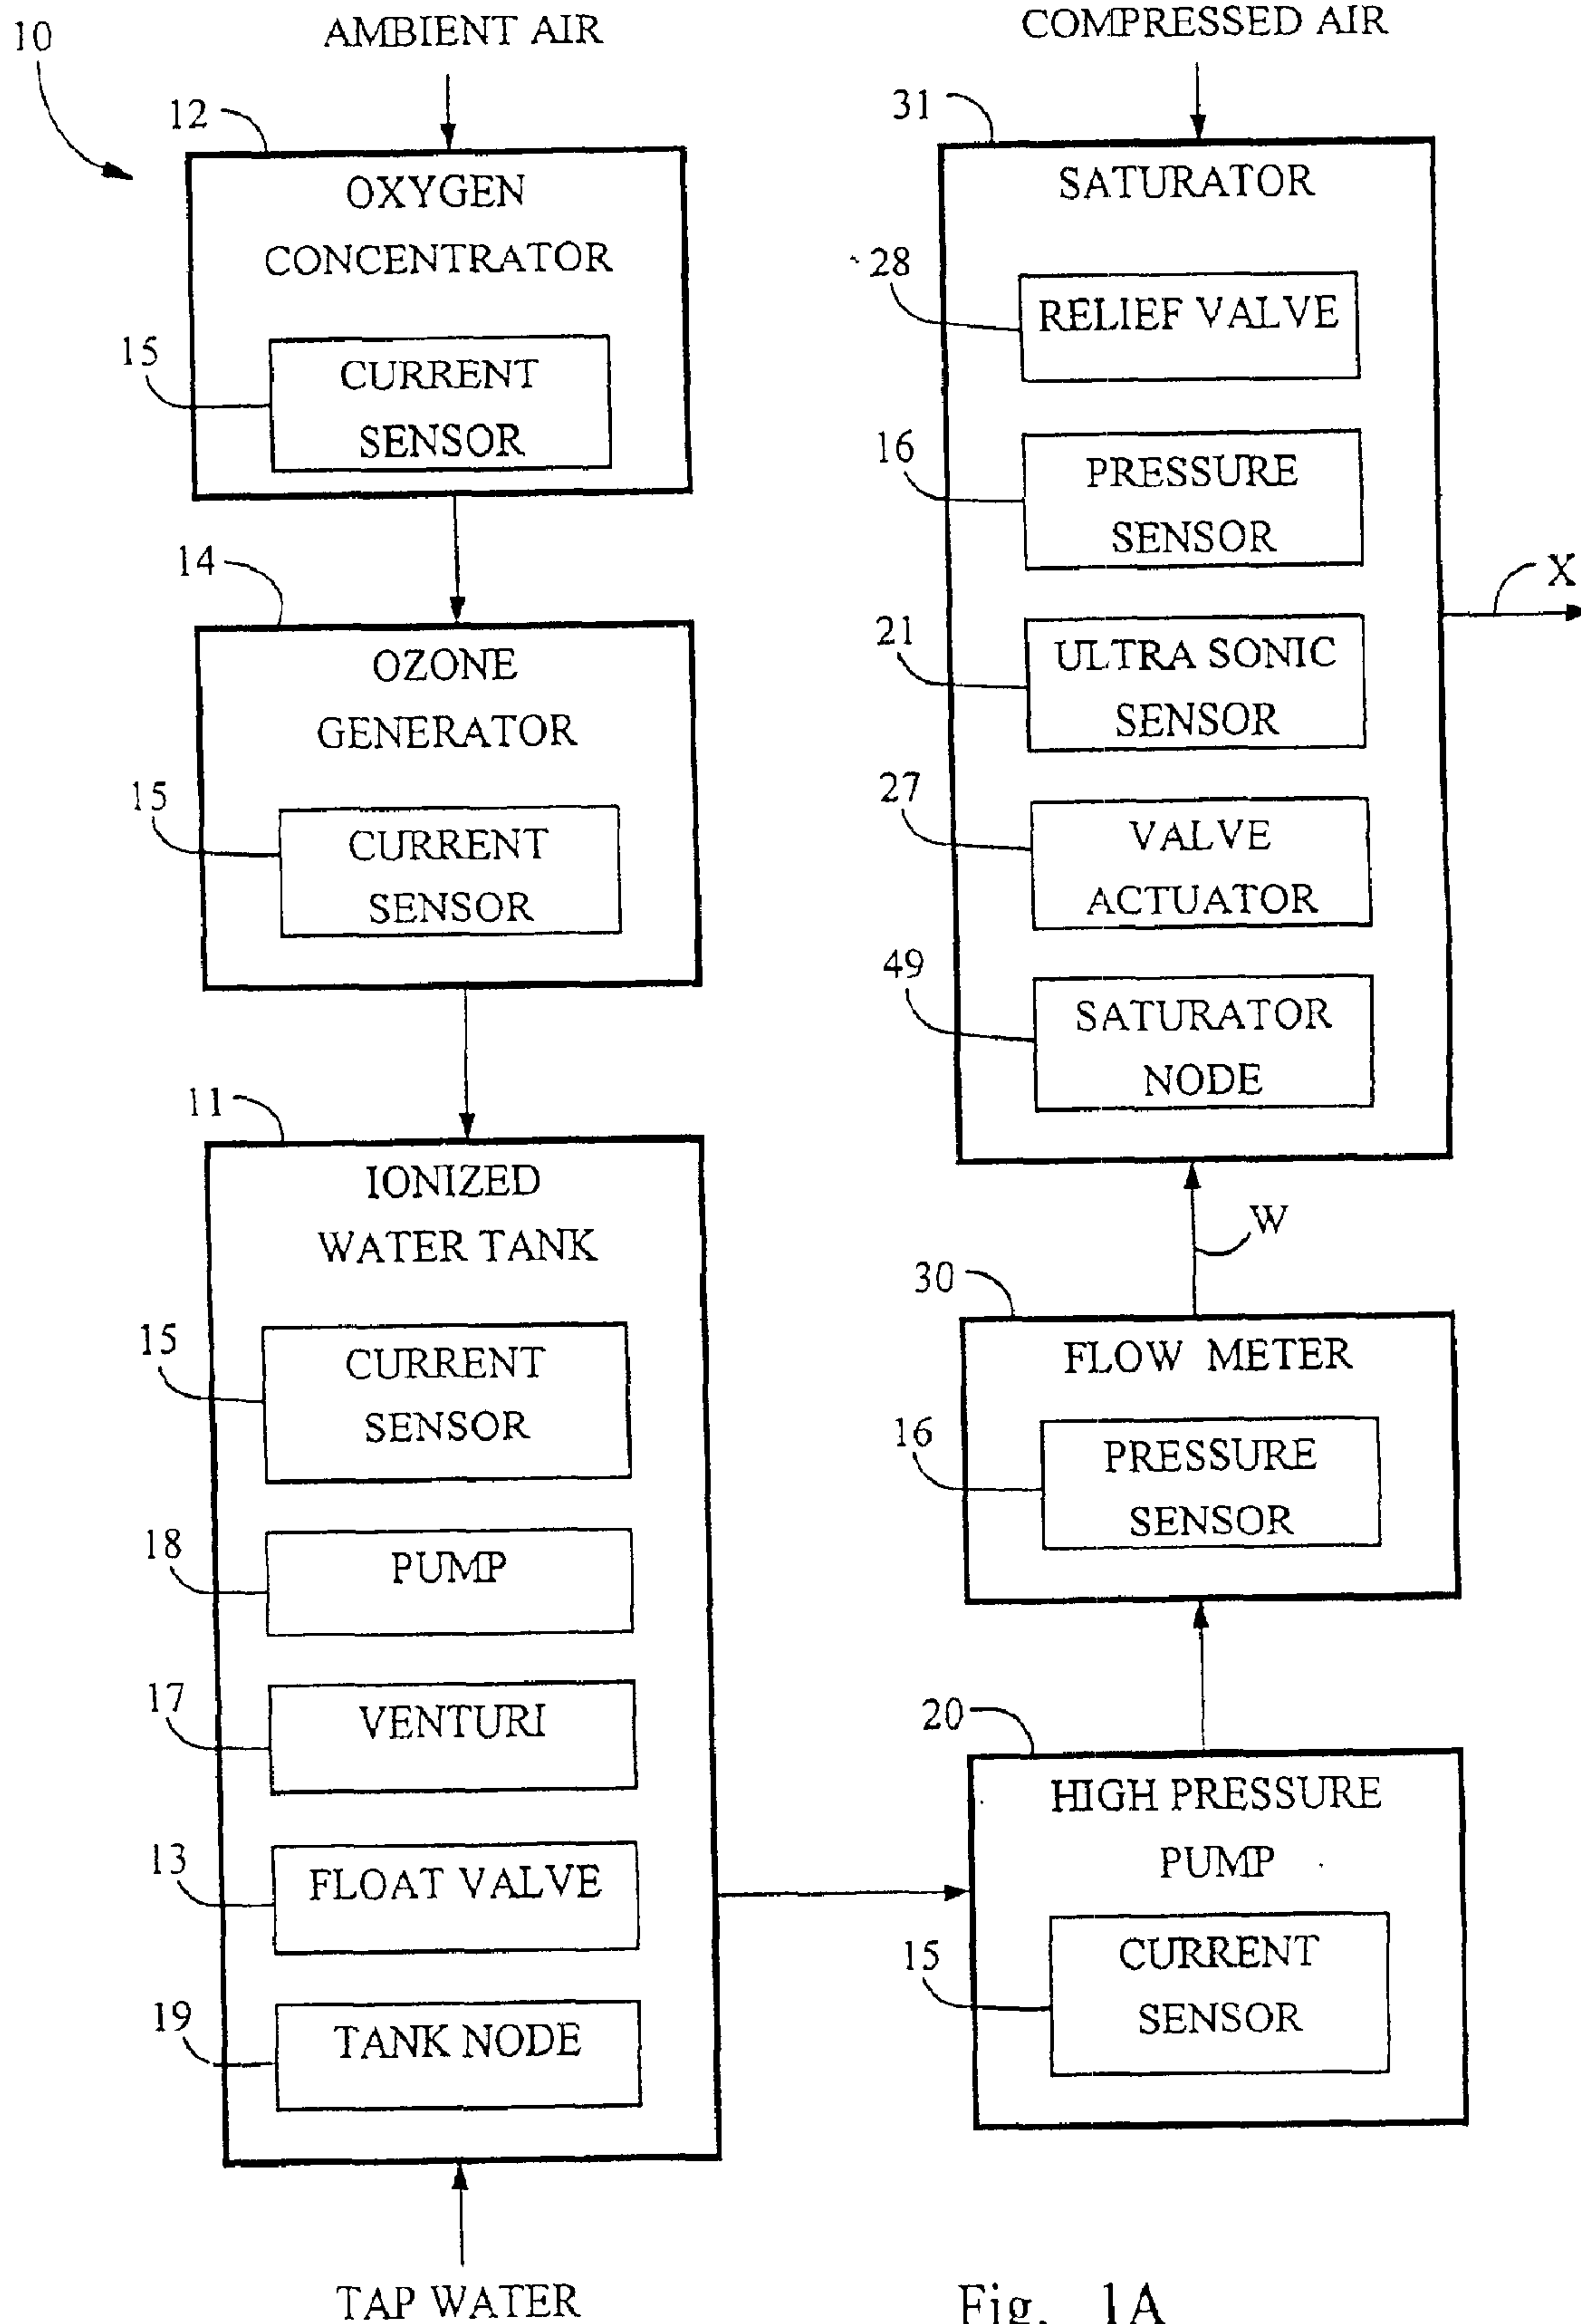 10
AMBIENT AIR
12
OXYGEN
CONCENTRATOR
15
CURRENT
SENSOR
14
OZONE
GENERATOR
15
CURRENT
SENSOR
11
IONIZED
WATER TANK
15
CURRENT
SENSOR
18
PUMP
17
VENTURI
13
FLOAT VALVE
19
TANK NODE
TAP WATER
COMPRESSED AIR
31
SATURATOR
28
RELIEF VALVE
16
PRESSURE
SENSOR
X
21
ULTRA SONIC
SENSOR
27
VALVE
ACTUATOR
49
SATURATOR
NODE
W
30
FLOW METER
16
PRESSURE
SENSOR
20
HIGH PRESSURE
PUMP
15
CURRENT
SENSOR
Fig. 1A